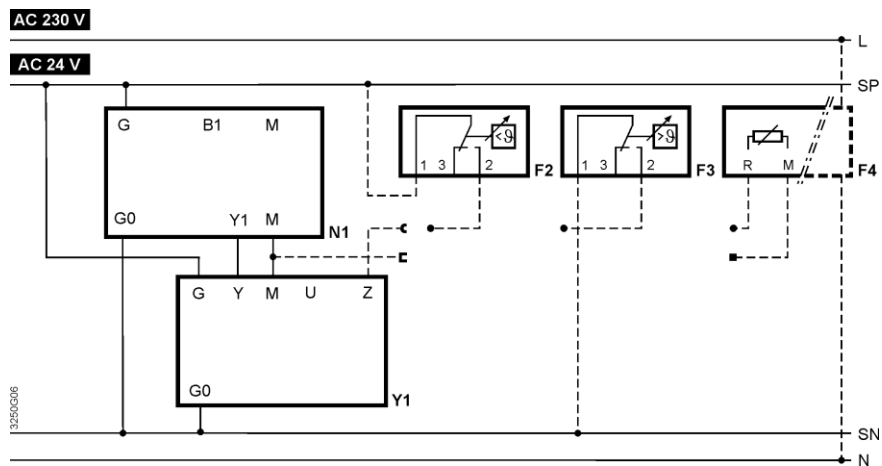 AC 230 V
L
AC 24 V
SP
G B1 M
G0 Y1 M
N1
1 3 2
<ϑ
F2
1 3 2
>ϑ
F3
R M
F4
G Y M U Z
G0
Y1
3250G06
SN
N